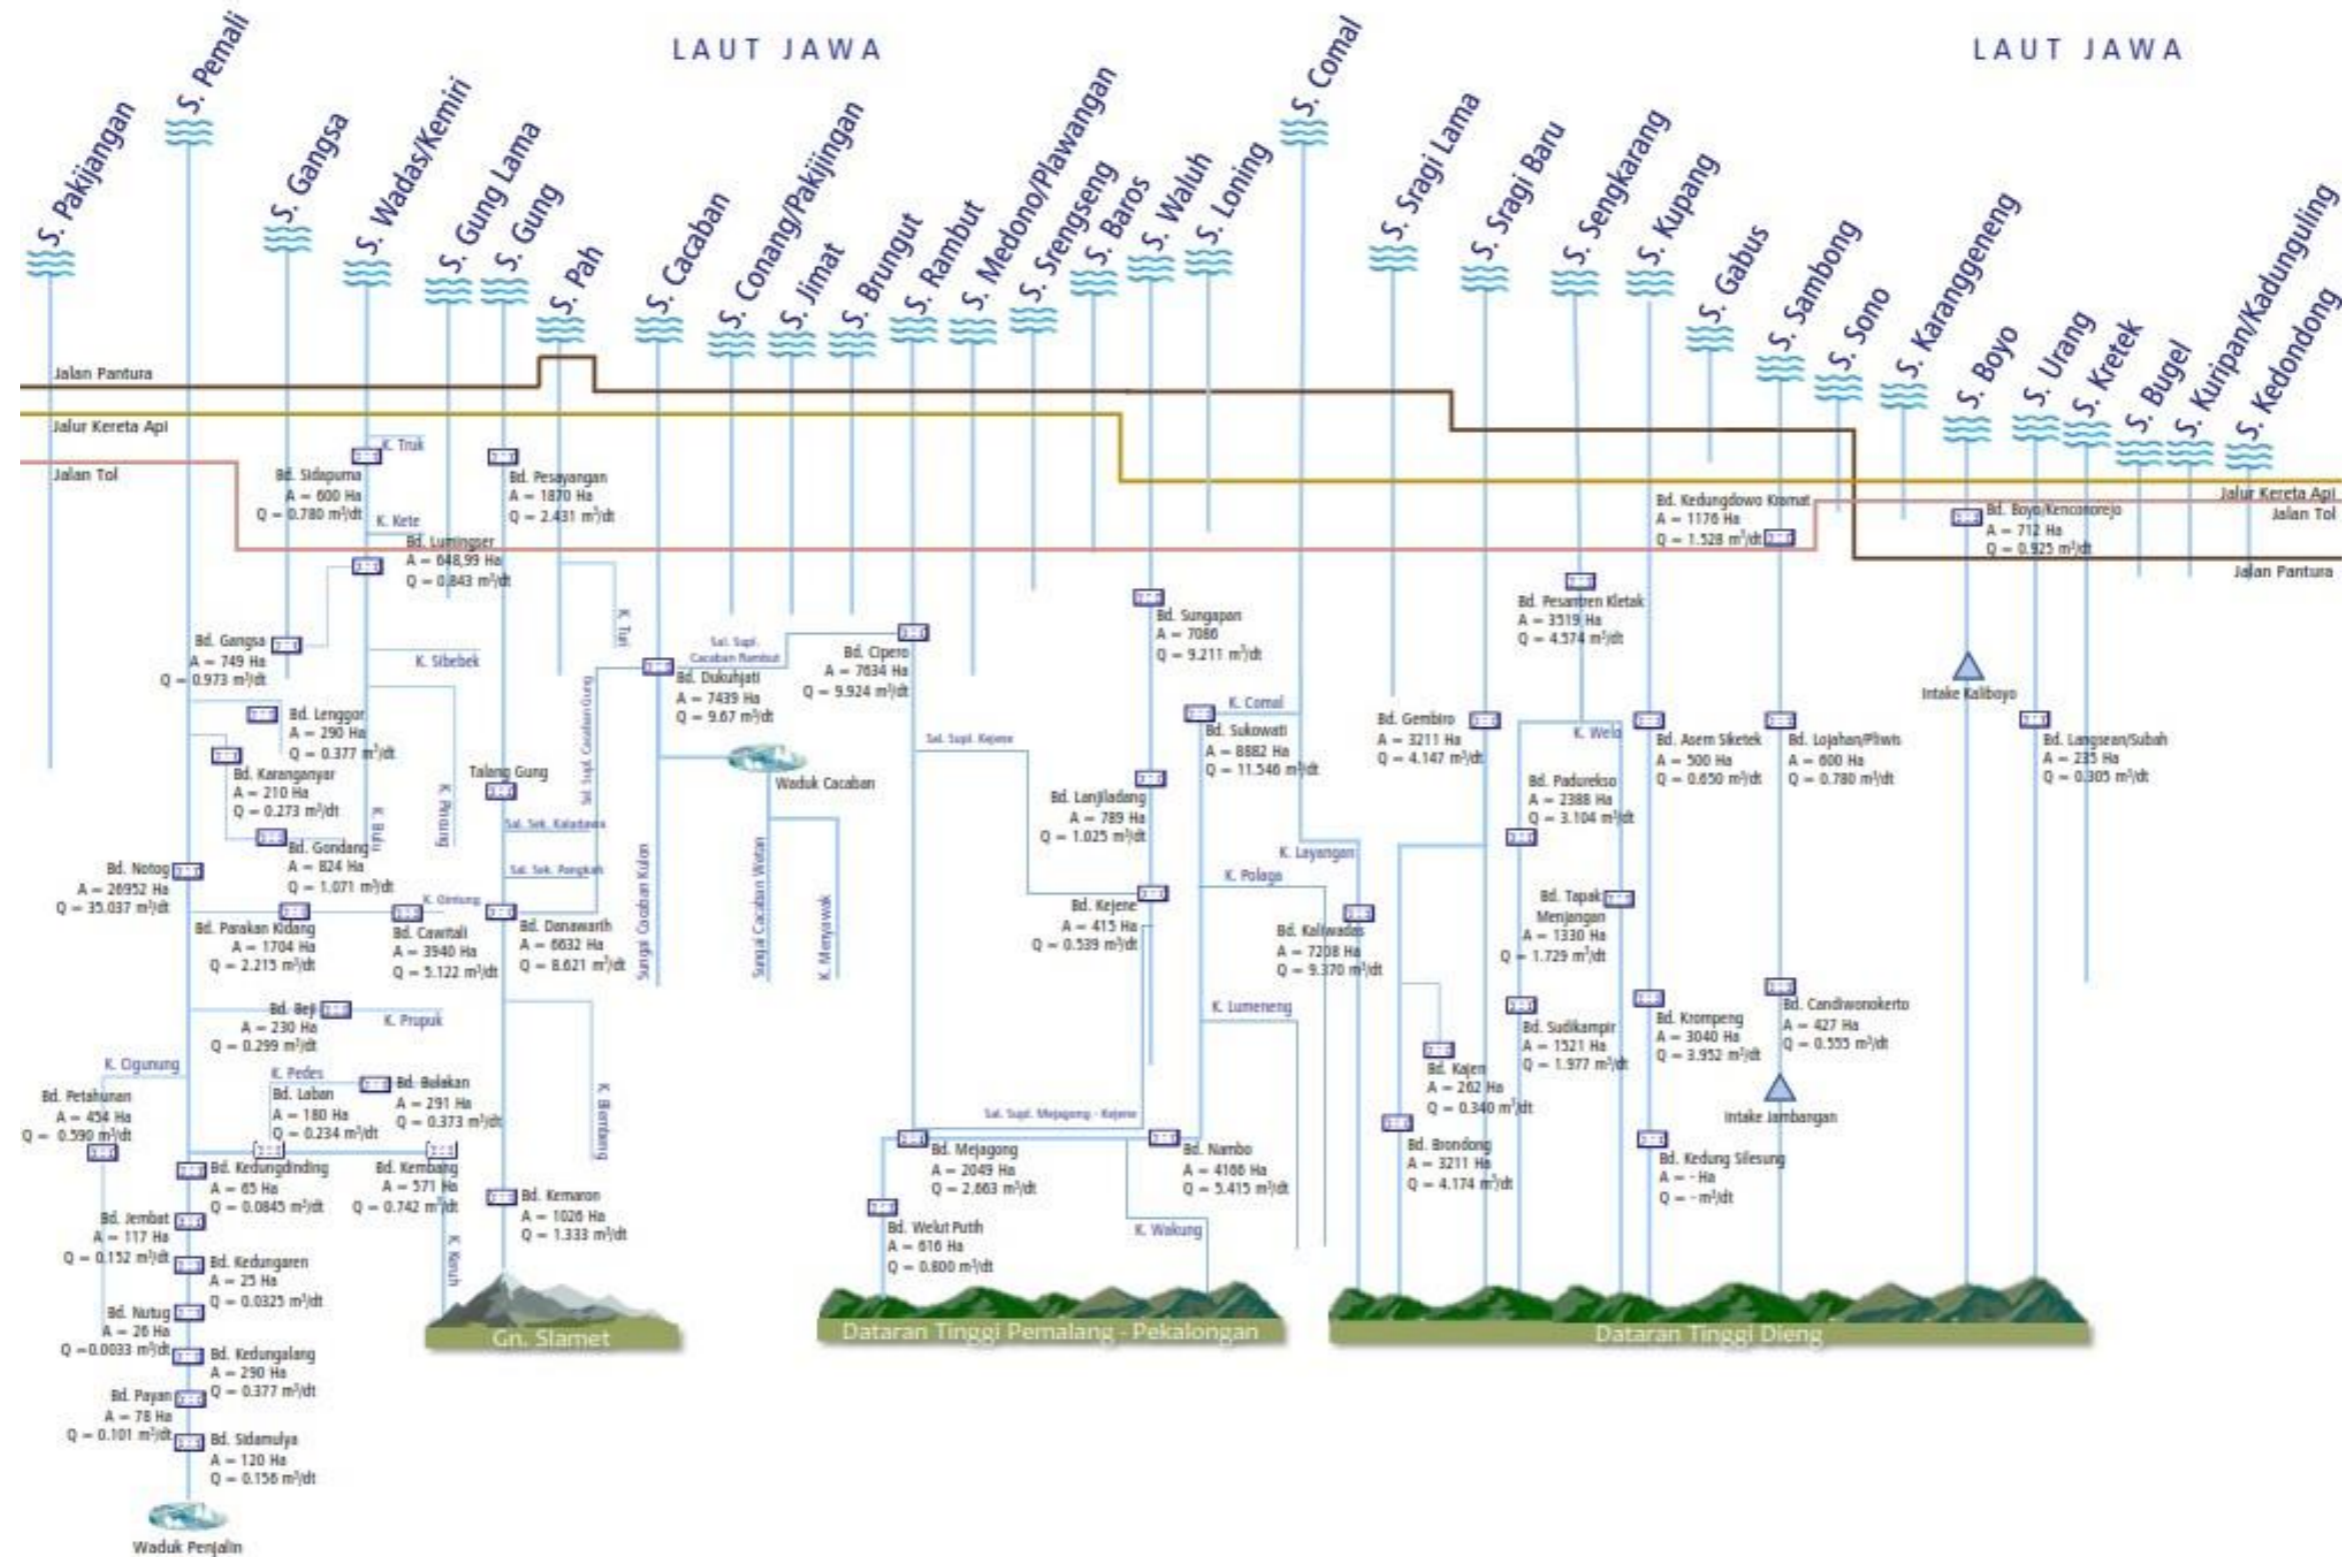 LAUT JAWA
LAUT JAWA
S. Pakijangan
S. Pemali
S. Gangsa
S. Wadas/Kemiri
S. Gung Lama
S. Gung
S. Pah
S. Cacaban
S. Conang/Pakijingan
S. Jimat
S. Brungut
S. Rambut
S. Medono/Plawangan
S. Srengseng
S. Baros
S. Waluh
S. Loning
S. Comal
S. Sragi Lama
S. Sragi Baru
S. Sengkarang
S. Kupang
S. Gabus
S. Sambong
S. Sono
S. Karanggeneng
S. Boyo
S. Urang
S. Kretek
S. Bugel
S. Kuripan/Kadunguling
S. Kedondong
Jalan Pantura
Jalur Kereta Api
Jalan Tol
Jalur Kereta Api
Jalan Tol
Jalan Pantura
K. Truk
Bd. Sidapurna
A = 600 Ha
Q = 0.780 m³/dt
K. Kete
Bd. Lumingser
A = 648,99 Ha
Q = 0.843 m³/dt
Bd. Pesayangan
A = 1870 Ha
Q = 2.431 m³/dt
Bd. Gangsa
A = 749 Ha
Q = 0.973 m³/dt
K. Sibebek
K. Turi
Bd. Lenggor
A = 290 Ha
Q = 0.377 m³/dt
Bd. Karanganyar
A = 210 Ha
Q = 0.273 m³/dt
Bd. Gondang
A = 824 Ha
Q = 1.071 m³/dt
K. Bulu
Talang Gung
Sal. Sek. Kaladawa
Sal. Sek. Pangkah
Sal. Supl. Cacaban Gung
Bd. Notog
A = 26952 Ha
Q = 35.037 m³/dt
Bd. Parakan Kidang
A = 1704 Ha
Q = 2.215 m³/dt
K. Gintung
Bd. Cawitali
A = 3940 Ha
Q = 5.122 m³/dt
Bd. Danawarih
A = 6632 Ha
Q = 8.621 m³/dt
Bd. Beji
A = 230 Ha
Q = 0.299 m³/dt
K. Prupuk
K. Cigunung
Bd. Petahunan
A = 454 Ha
Q = 0.590 m³/dt
K. Pedes
Bd. Laban
A = 180 Ha
Q = 0.234 m³/dt
Bd. Bulakan
A = 291 Ha
Q = 0.373 m³/dt
Bd. Kedungdinding
A = 65 Ha
Q = 0.0845 m³/dt
Bd. Kembang
A = 571 Ha
Q = 0.742 m³/dt
K. Keruh
Bd. Jembat
A = 117 Ha
Q = 0.152 m³/dt
Bd. Kedungaren
A = 25 Ha
Q = 0.0325 m³/dt
Bd. Nutug
A = 26 Ha
Q = 0.0033 m³/dt
Bd. Kedungalang
A = 290 Ha
Q = 0.377 m³/dt
Bd. Payan
A = 78 Ha
Q = 0.101 m³/dt
Bd. Sidamulya
A = 120 Ha
Q = 0.156 m³/dt
Waduk Penjalin
Bd. Kemaron
A = 1026 Ha
Q = 1.333 m³/dt
Gn. Slamet
Sal. Supl.
Cacaban Rambut
Bd. Dukuhjati
A = 7439 Ha
Q = 9.67 m³/dt
Waduk Cacaban
Sungai Cacaban Kulon
Sungai Cacaban Wetan
K. Menyawak
Bd. Cipero
A = 7634 Ha
Q = 9.924 m³/dt
Sal. Supl. Kejene
Bd. Sungapan
A = 7086
Q = 9.211 m³/dt
K. Comal
Bd. Sukowati
A = 8882 Ha
Q = 11.546 m³/dt
Bd. Lanjiladang
A = 789 Ha
Q = 1.025 m³/dt
Bd. Kejene
A = 415 Ha
Q = 0.539 m³/dt
K. Layangan
K. Polaga
Bd. Kaliwadas
A = 7208 Ha
Q = 9.370 m³/dt
K. Lumeneng
Sal. Supl. Mejagong - Kejene
Bd. Mejagong
A = 2049 Ha
Q = 2.663 m³/dt
Bd. Nambo
A = 4166 Ha
Q = 5.415 m³/dt
Bd. Welut Putih
A = 616 Ha
Q = 0.800 m³/dt
K. Wakung
Dataran Tinggi Pemalang - Pekalongan
Bd. Gembiro
A = 3211 Ha
Q = 4.147 m³/dt
Bd. Kajen
A = 262 Ha
Q = 0.340 m³/dt
Bd. Brondong
A = 3211 Ha
Q = 4.174 m³/dt
Bd. Pesantren Kletak
A = 3519 Ha
Q = 4.574 m³/dt
K. Welo
Bd. Padurekso
A = 2388 Ha
Q = 3.104 m³/dt
Bd. Tapak
Menjangan
A = 1330 Ha
Q = 1.729 m³/dt
Bd. Sudikampir
A = 1521 Ha
Q = 1.977 m³/dt
Bd. Asem Siketek
A = 500 Ha
Q = 0.650 m³/dt
Bd. Krompeng
A = 3040 Ha
Q = 3.952 m³/dt
Bd. Kedung Silesung
A = - Ha
Q = - m³/dt
Bd. Kedungdowo Kramat
A = 1176 Ha
Q = 1.528 m³/dt
Bd. Lojahan/Pliwis
A = 600 Ha
Q = 0.780 m³/dt
Bd. Candiwonokerto
A = 427 Ha
Q = 0.555 m³/dt
Intake Jambangan
Bd. Boyo/Kenconorejo
A = 712 Ha
Q = 0.925 m³/dt
Intake Kaliboyo
Bd. Langsean/Subah
A = 235 Ha
Q = 0.305 m³/dt
Dataran Tinggi Dieng